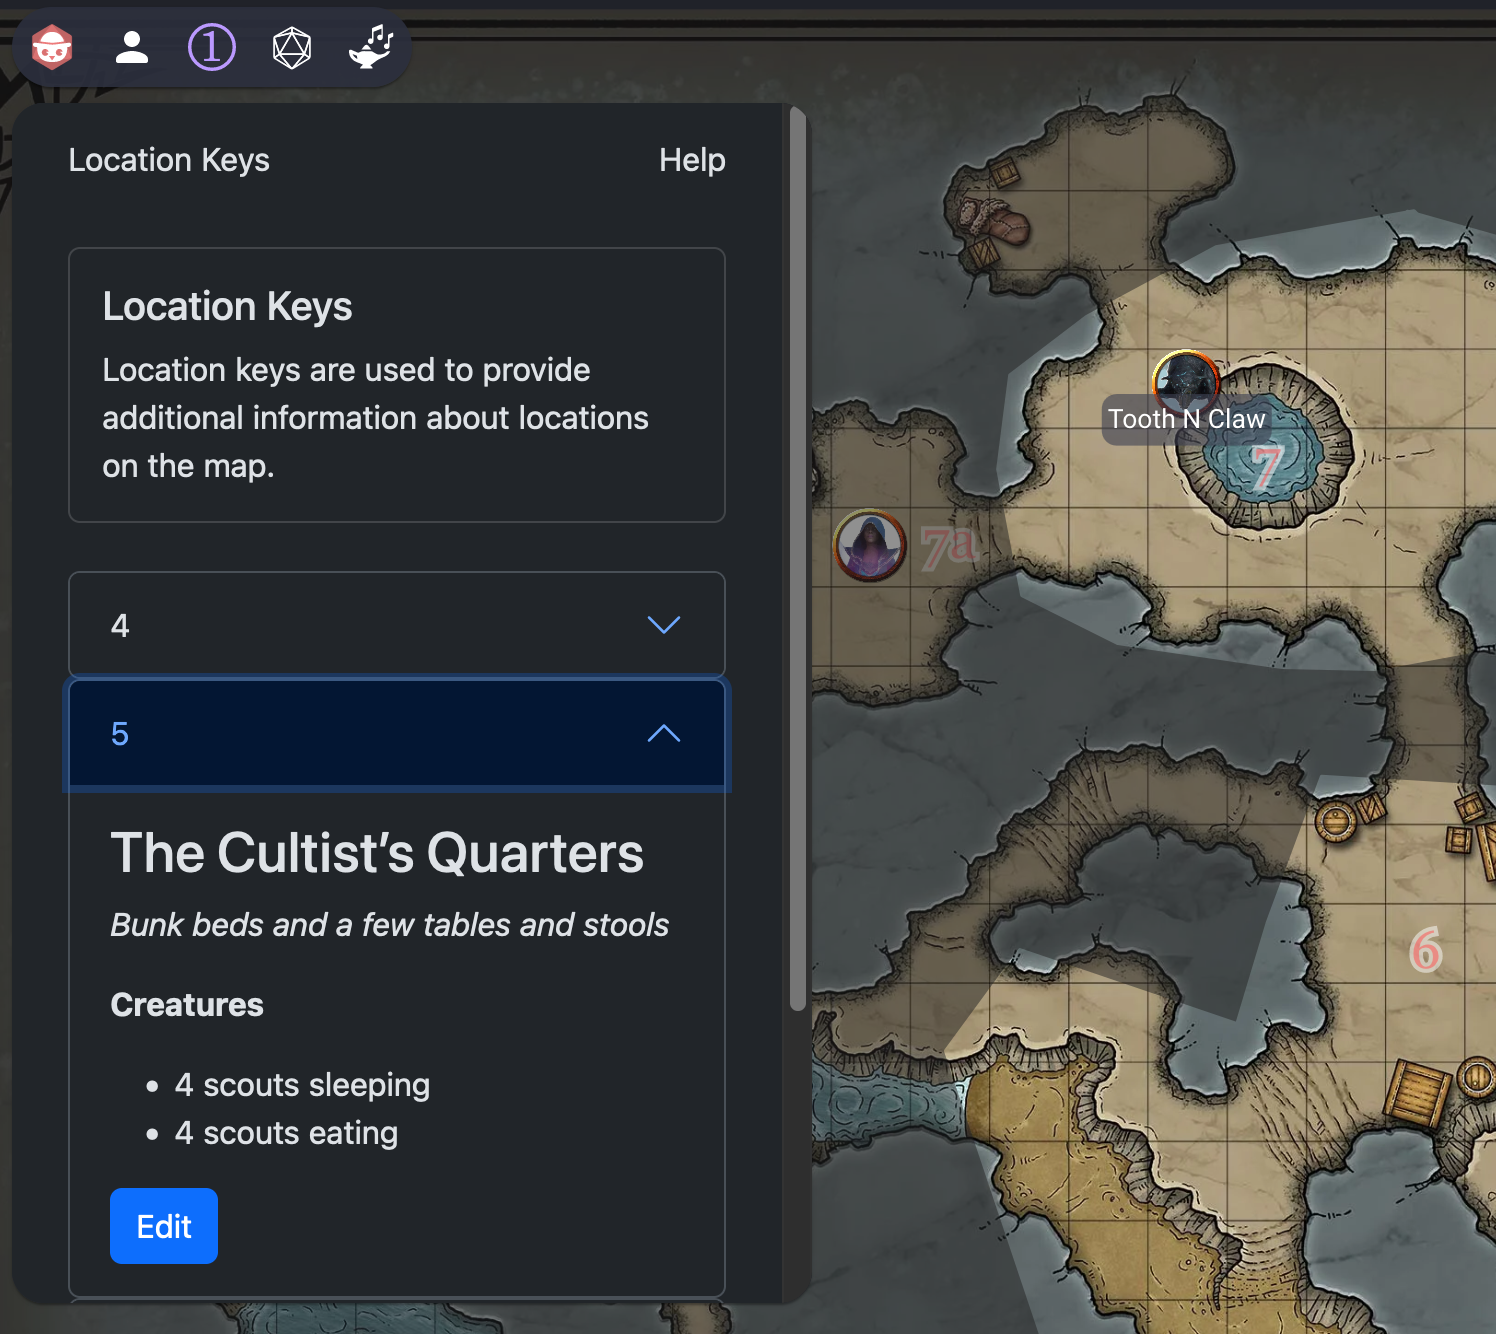 1
Location Keys
Help
Location Keys
Location keys are used to provide
additional information about locations
on the map.
4
5
The Cultist’s Quarters
Bunk beds and a few tables and stools
Creatures
• 4 scouts sleeping
• 4 scouts eating
Edit
Tooth N Claw
7
7a
6